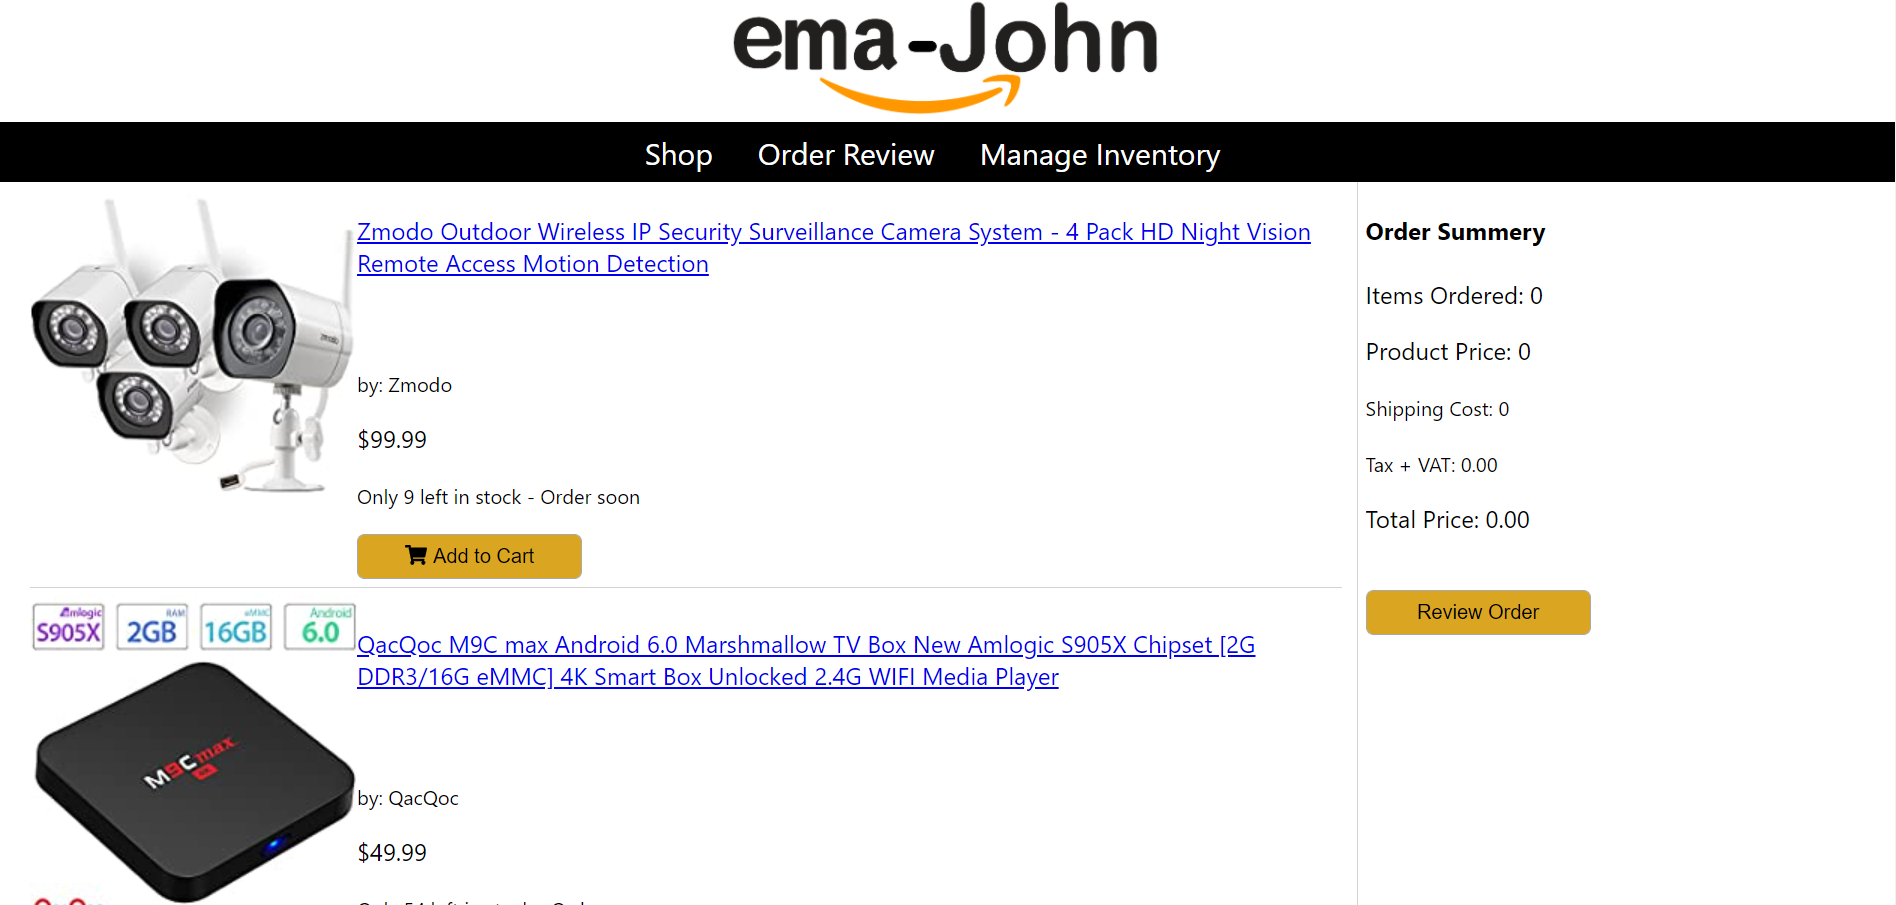 ema-John
Shop Order Review Manage Inventory
Zmodo Outdoor Wireless IP Security Surveillance Camera System - 4 Pack HD Night Vision
Remote Access Motion Detection
zmodo
by: Zmodo
$99.99
Only 9 left in stock - Order soon
Add to Cart
Order Summery
Items Ordered: 0
Product Price: 0
Shipping Cost: 0
Tax + VAT: 0.00
Total Price: 0.00
Review Order
Amlogic
S905X
RAM
2GB
eMMC
16GB
Android
6.0
QacQoc M9C max Android 6.0 Marshmallow TV Box New Amlogic S905X Chipset [2G
DDR3/16G eMMC] 4K Smart Box Unlocked 2.4G WIFI Media Player
M9Cmax
4K
by: QacQoc
$49.99